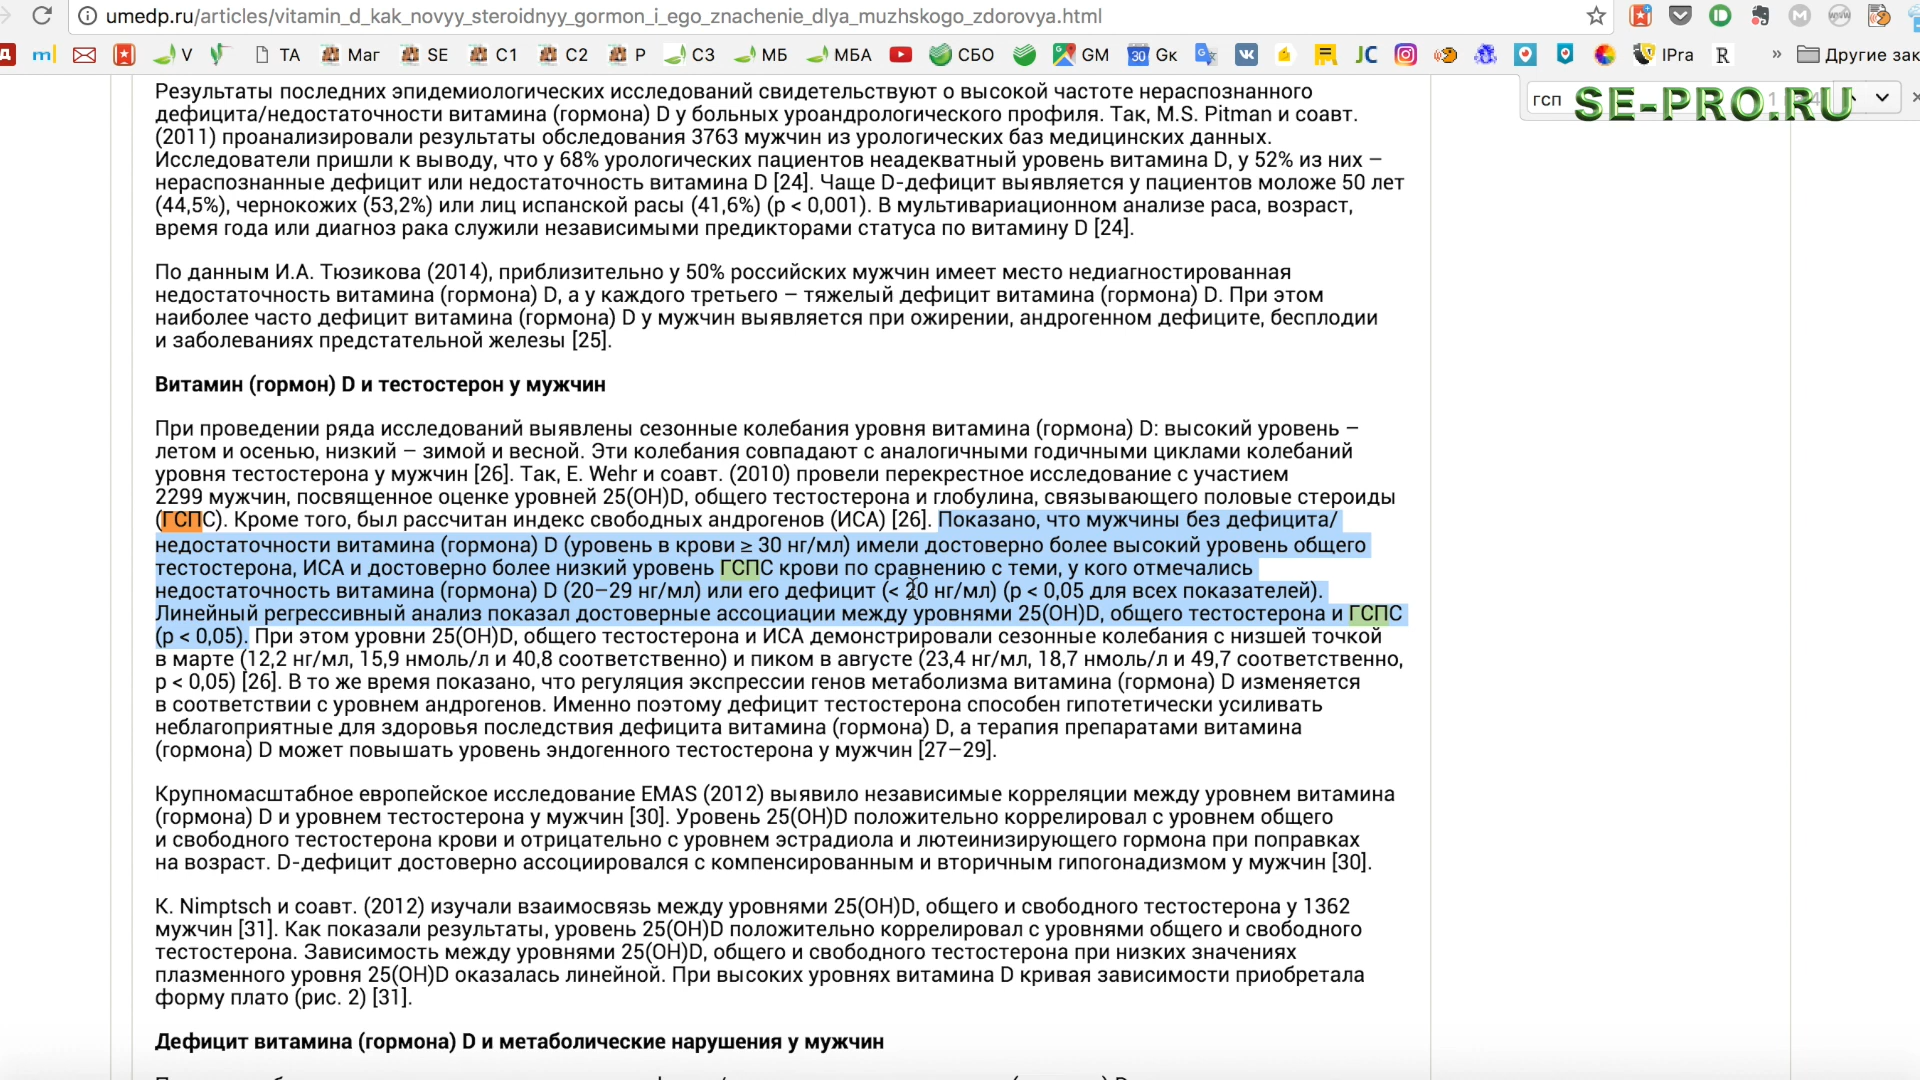 umedp.ru/articles/vitamin_d_kak_novyy_steroidnyy_gormon_i_ego_znachenie_dlya_muzhskogo_zdorovya.html
V ТА Маг SE С1 С2 Р С3 МБ МБА СБО GM 30 Gк JC IPra R » Другие зак
гсп
SE-PRO.RU
Результаты последних эпидемиологических исследований свидетельствуют о высокой частоте нераспознанного
дефицита/недостаточности витамина (гормона) D у больных уроандрологического профиля. Так, M.S. Pitman и соавт.
(2011) проанализировали результаты обследования 3763 мужчин из урологических баз медицинских данных.
Исследователи пришли к выводу, что у 68% урологических пациентов неадекватный уровень витамина D, у 52% из них –
нераспознанные дефицит или недостаточность витамина D [24]. Чаще D-дефицит выявляется у пациентов моложе 50 лет
(44,5%), чернокожих (53,2%) или лиц испанской расы (41,6%) (p < 0,001). В мультивариационном анализе раса, возраст,
время года или диагноз рака служили независимыми предикторами статуса по витамину D [24].
По данным И.А. Тюзикова (2014), приблизительно у 50% российских мужчин имеет место недиагностированная
недостаточность витамина (гормона) D, а у каждого третьего – тяжелый дефицит витамина (гормона) D. При этом
наиболее часто дефицит витамина (гормона) D у мужчин выявляется при ожирении, андрогенном дефиците, бесплодии
и заболеваниях предстательной железы [25].
Витамин (гормон) D и тестостерон у мужчин
При проведении ряда исследований выявлены сезонные колебания уровня витамина (гормона) D: высокий уровень –
летом и осенью, низкий – зимой и весной. Эти колебания совпадают с аналогичными годичными циклами колебаний
уровня тестостерона у мужчин [26]. Так, E. Wehr и соавт. (2010) провели перекрестное исследование с участием
2299 мужчин, посвященное оценке уровней 25(ОН)D, общего тестостерона и глобулина, связывающего половые стероиды
(ГСПС). Кроме того, был рассчитан индекс свободных андрогенов (ИСА) [26]. Показано, что мужчины без дефицита/
недостаточности витамина (гормона) D (уровень в крови ≥ 30 нг/мл) имели достоверно более высокий уровень общего
тестостерона, ИСА и достоверно более низкий уровень ГСПС крови по сравнению с теми, у кого отмечались
недостаточность витамина (гормона) D (20–29 нг/мл) или его дефицит (< 20 нг/мл) (p < 0,05 для всех показателей).
Линейный регрессивный анализ показал достоверные ассоциации между уровнями 25(ОН)D, общего тестостерона и ГСПС
(p < 0,05). При этом уровни 25(ОН)D, общего тестостерона и ИСА демонстрировали сезонные колебания с низшей точкой
в марте (12,2 нг/мл, 15,9 нмоль/л и 40,8 соответственно) и пиком в августе (23,4 нг/мл, 18,7 нмоль/л и 49,7 соответственно,
p < 0,05) [26]. В то же время показано, что регуляция экспрессии генов метаболизма витамина (гормона) D изменяется
в соответствии с уровнем андрогенов. Именно поэтому дефицит тестостерона способен гипотетически усиливать
неблагоприятные для здоровья последствия дефицита витамина (гормона) D, а терапия препаратами витамина
(гормона) D может повышать уровень эндогенного тестостерона у мужчин [27–29].
Крупномасштабное европейское исследование EMAS (2012) выявило независимые корреляции между уровнем витамина
(гормона) D и уровнем тестостерона у мужчин [30]. Уровень 25(ОН)D положительно коррелировал с уровнем общего
и свободного тестостерона крови и отрицательно с уровнем эстрадиола и лютеинизирующего гормона при поправках
на возраст. D-дефицит достоверно ассоциировался с компенсированным и вторичным гипогонадизмом у мужчин [30].
K. Nimptsch и соавт. (2012) изучали взаимосвязь между уровнями 25(ОН)D, общего и свободного тестостерона у 1362
мужчин [31]. Как показали результаты, уровень 25(ОН)D положительно коррелировал с уровнями общего и свободного
тестостерона. Зависимость между уровнями 25(ОН)D, общего и свободного тестостерона при низких значениях
плазменного уровня 25(ОН)D оказалась линейной. При высоких уровнях витамина D кривая зависимости приобретала
форму плато (рис. 2) [31].
Дефицит витамина (гормона) D и метаболические нарушения у мужчин